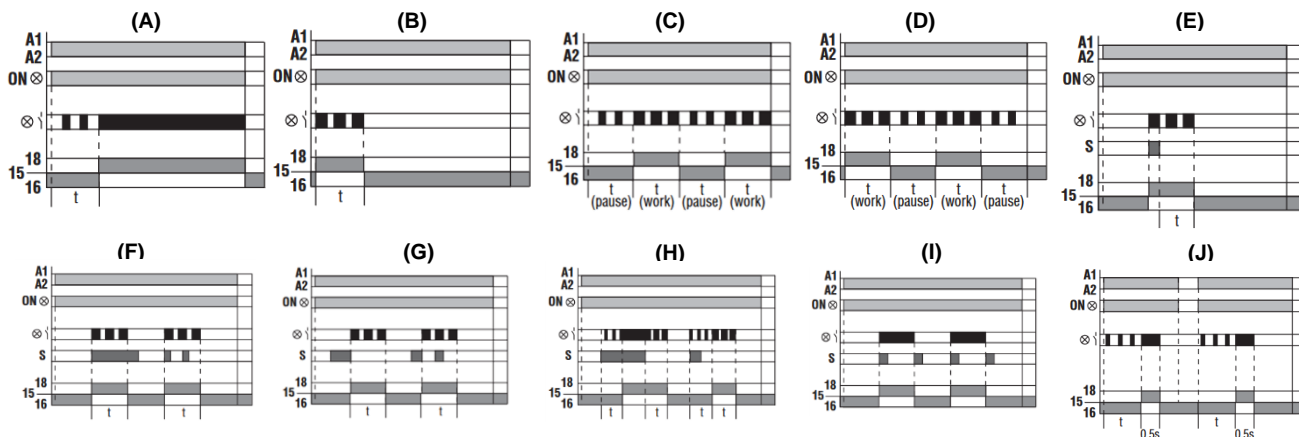 (A)
A1
A2
ON
18
15
16
t
(B)
ON
18
15
16
t
(C)
A1
A2
ON
18
15
16
t t t t
(pause) (work) (pause) (work)
(D)
A1
A2
ON
18
15
16
t t t t
(work) (pause) (work) (pause)
(E)
A1
A2
ON
S
18
15
16
t
(F)
A1
A2
ON
S
18
15
16
t t
(G)
A1
A2
ON
S
18
15
16
t t
(H)
A1
A2
ON
S
18
15
16
t t t t
(I)
A1
A2
ON
S
18
15
16
(J)
A1
A2
ON
18
15
16
t 0.5s t 0.5s